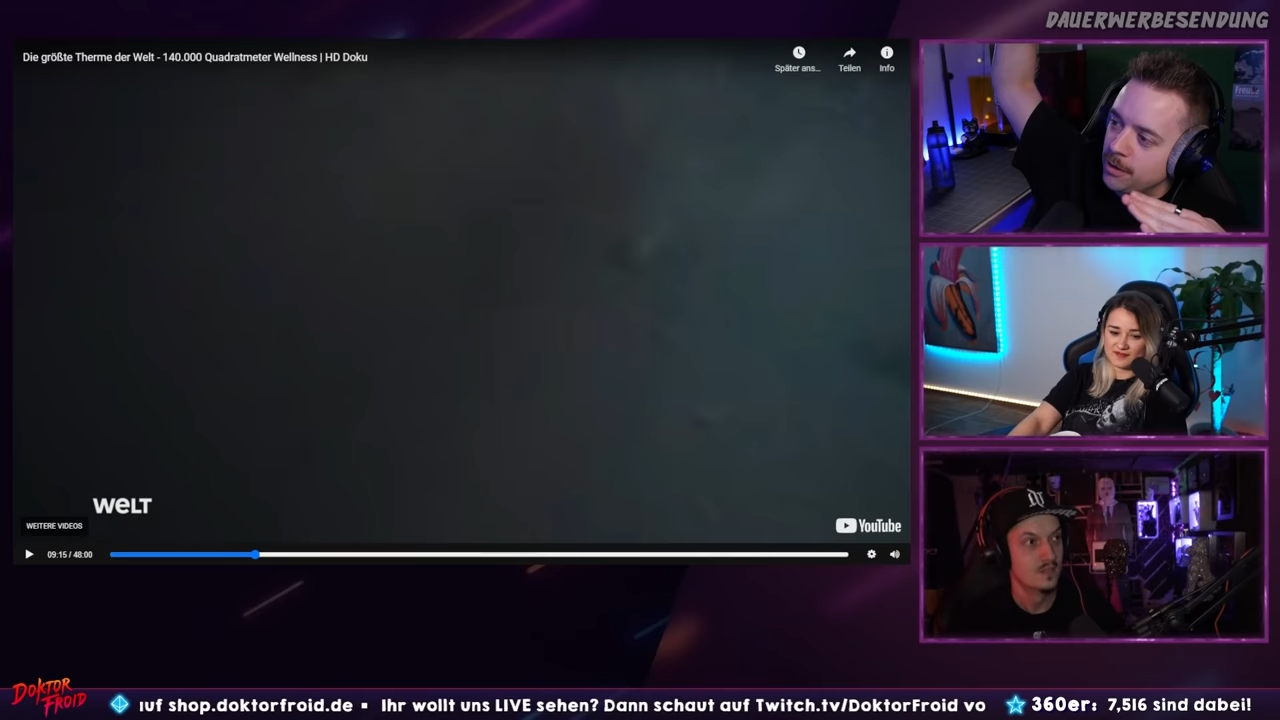 DAUERWERBESENDUNG
Die größte Therme der Welt - 140.000 Quadratmeter Wellness | HD Doku
Später ans...
Teilen
Info
WELT
WEITERE VIDEOS
YouTube
09:15 / 48:00
DOKTOR FROID
uf shop.doktorfroid.de ▪ Ihr wollt uns LIVE sehen? Dann schaut auf Twitch.tv/DoktorFroid vo
360er: 7,516 sind dabei!